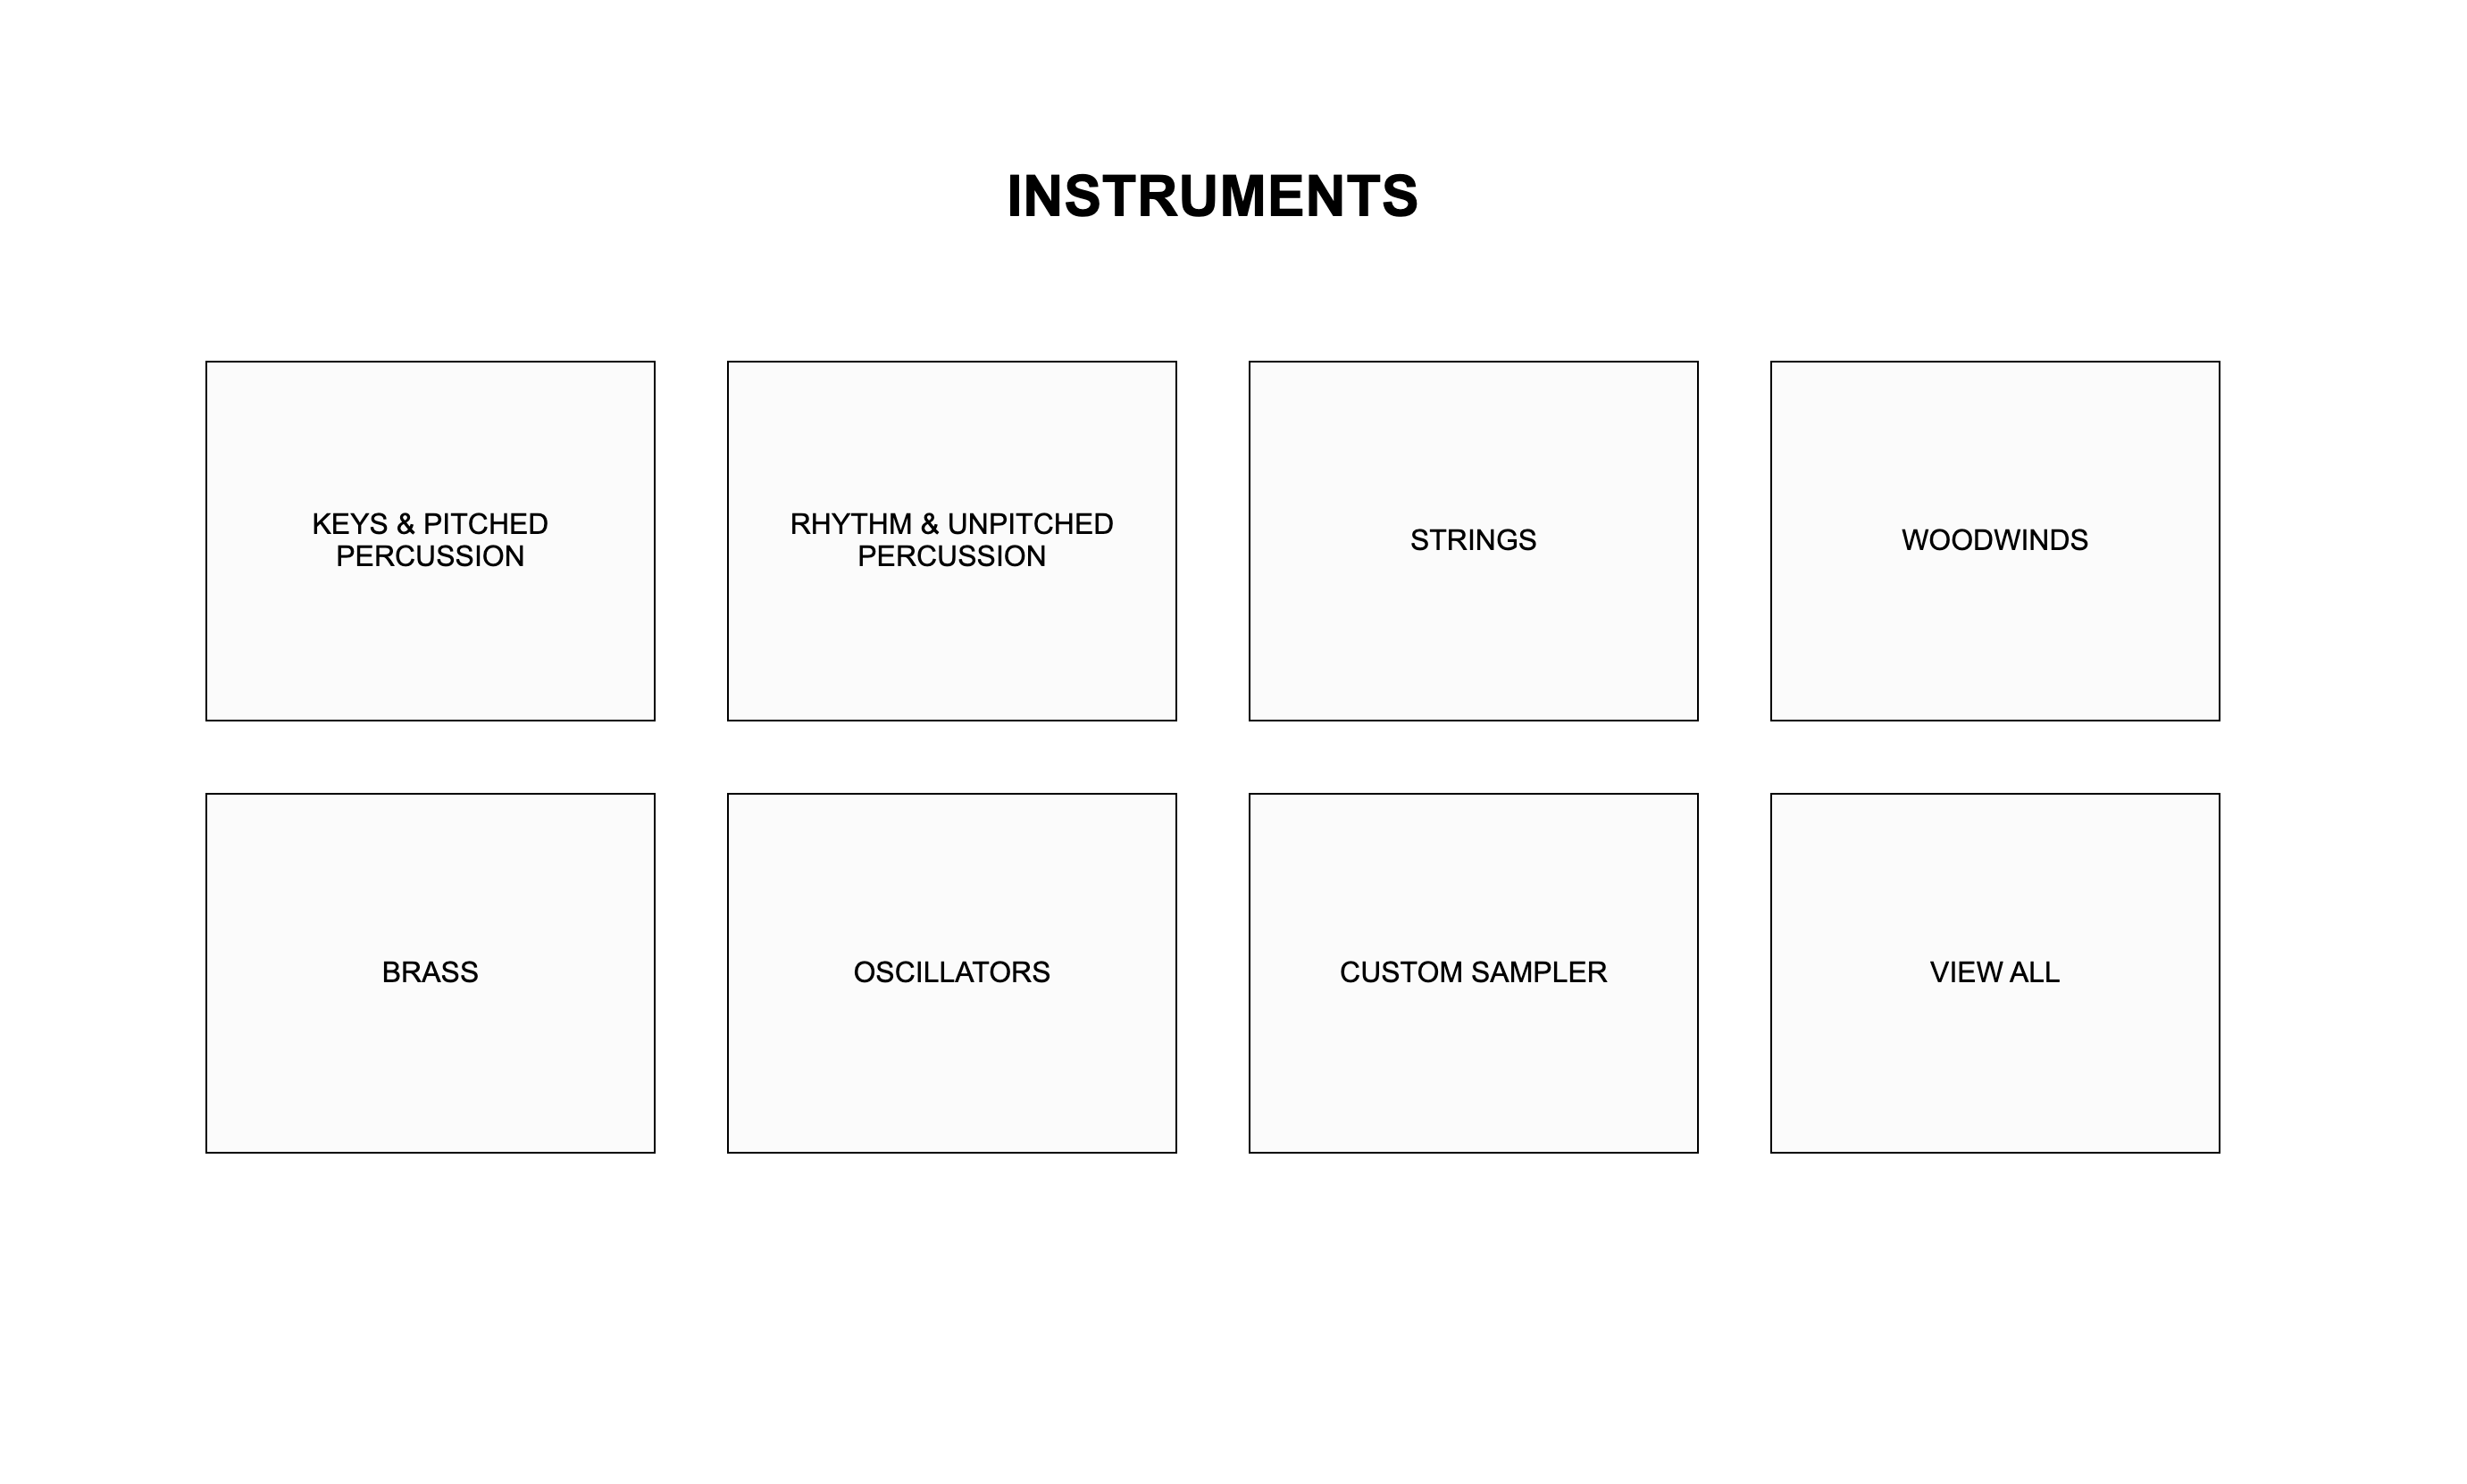 INSTRUMENTS
KEYS & PITCHED
PERCUSSION
RHYTHM & UNPITCHED
PERCUSSION
STRINGS
WOODWINDS
BRASS
OSCILLATORS
CUSTOM SAMPLER
VIEW ALL